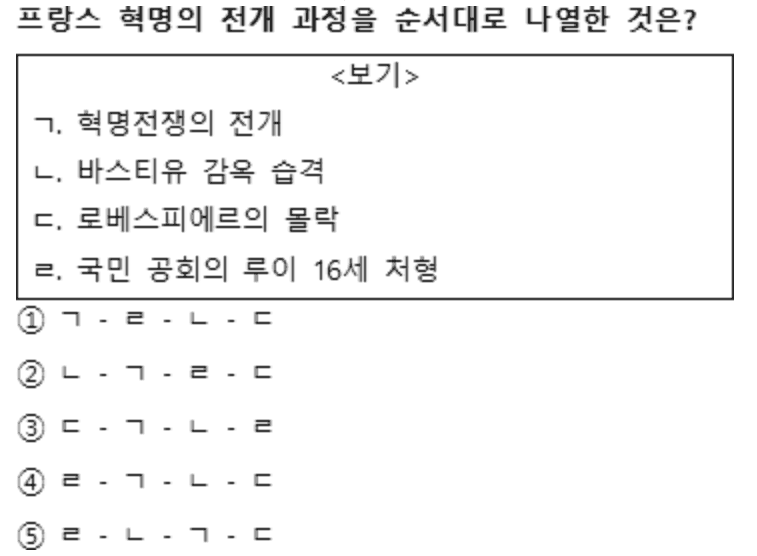 프랑스 혁명의 전개 과정을 순서대로 나열한 것은?
<보기>
ㄱ. 혁명전쟁의 전개
ㄴ. 바스티유 감옥 습격
ㄷ. 로베스피에르의 몰락
ㄹ. 국민 공회의 루이 16세 처형
① ㄱ - ㄹ - ㄴ - ㄷ
② ㄴ - ㄱ - ㄹ - ㄷ
③ ㄷ - ㄱ - ㄴ - ㄹ
④ ㄹ - ㄱ - ㄴ - ㄷ
⑤ ㄹ - ㄴ - ㄱ - ㄷ